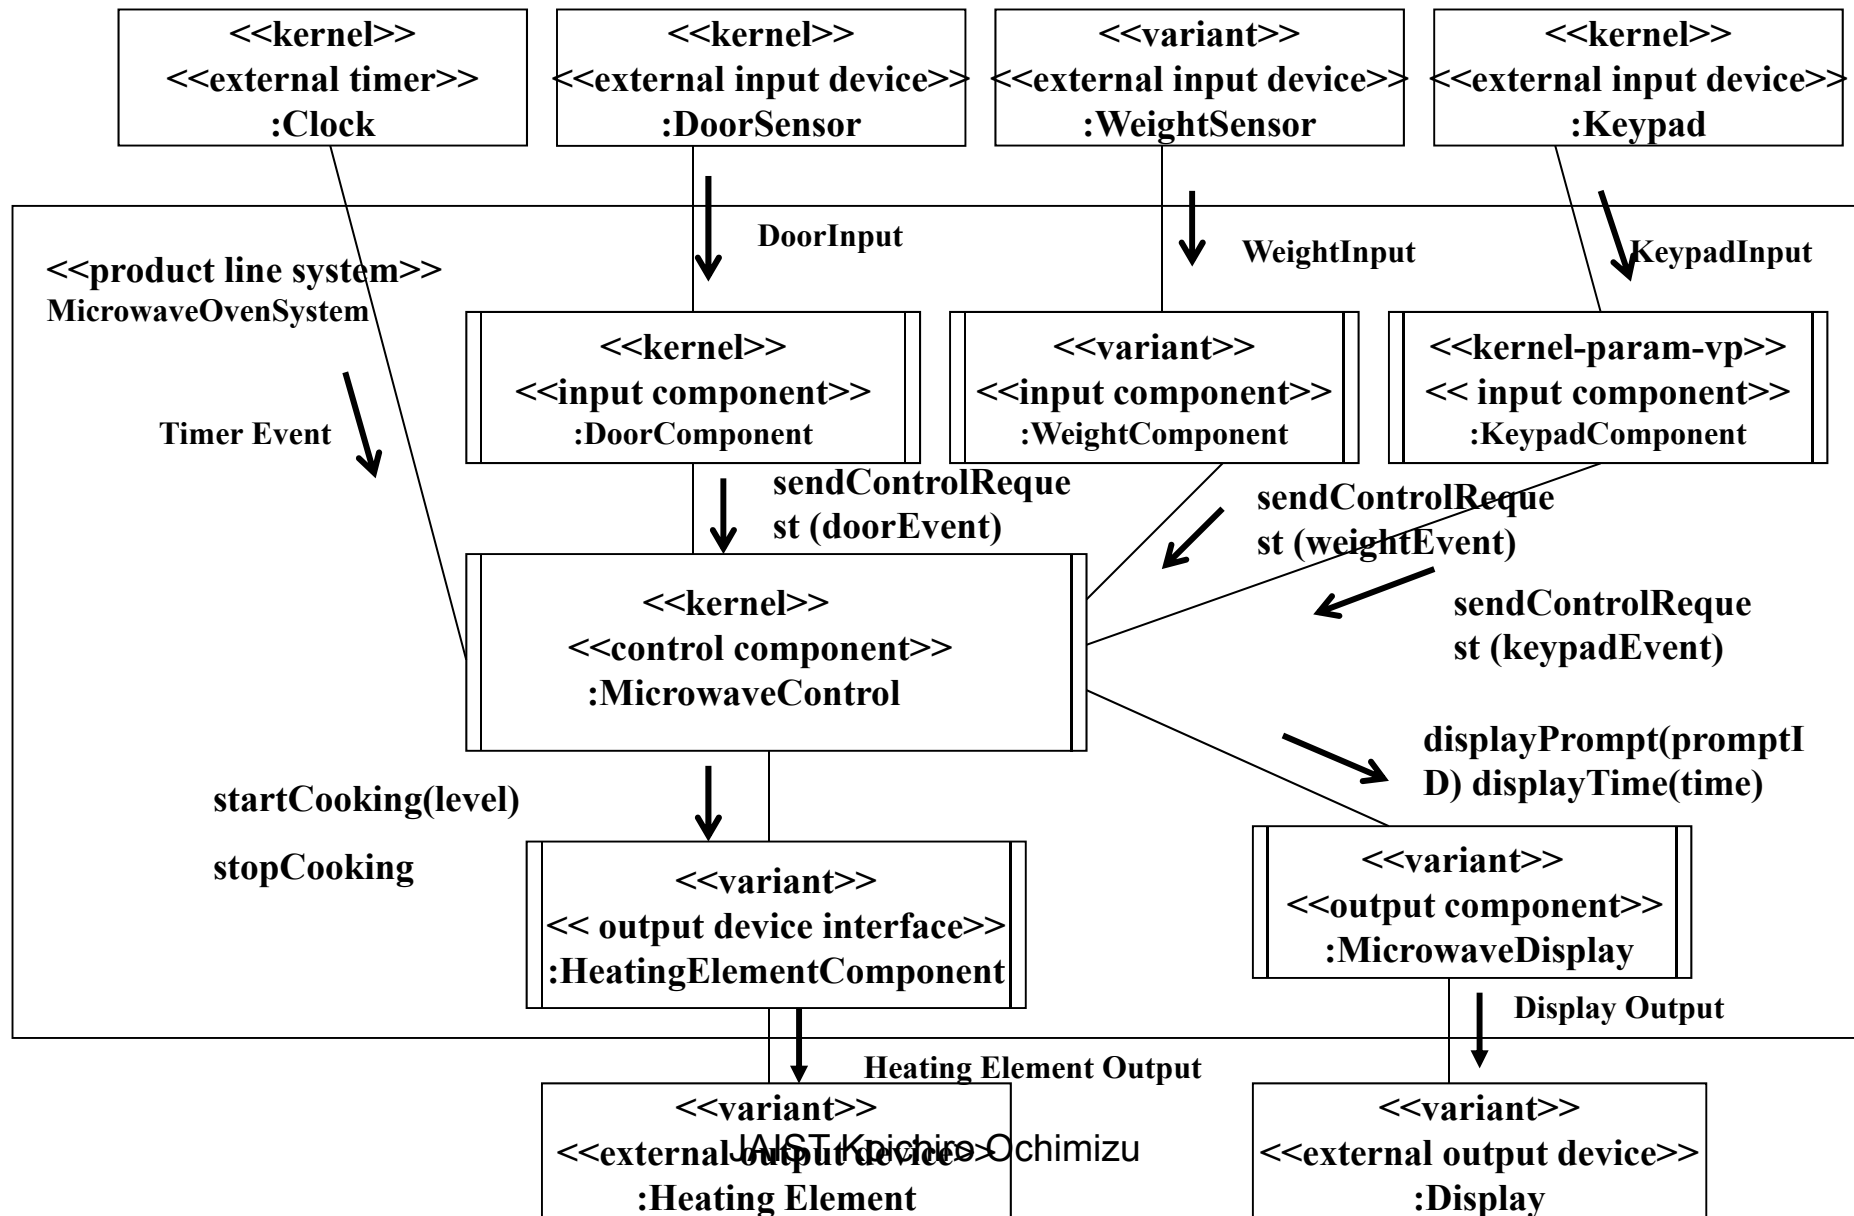 <<kernel>>
<<external timer>>
:Clock
<<kernel>>
<<external input device>>
:DoorSensor
<<variant>>
<<external input device>>
:WeightSensor
<<kernel>>
<<external input device>>
:Keypad
DoorInput
WeightInput
KeypadInput
<<product line system>>
MicrowaveOvenSystem
<<kernel>>
<<input component>>
:DoorComponent
<<variant>>
<<input component>>
:WeightComponent
<<kernel-param-vp>>
<< input component>>
:KeypadComponent
Timer Event
sendControlReque
st (doorEvent)
sendControlReque
st (weightEvent)
sendControlReque
st (keypadEvent)
<<kernel>>
<<control component>>
:MicrowaveControl
displayPrompt(promptI
D) displayTime(time)
startCooking(level)
stopCooking
<<variant>>
<< output device interface>>
:HeatingElementComponent
<<variant>>
<<output component>>
:MicrowaveDisplay
Display Output
Heating Element Output
<<variant>>
<<external output device>>
:Heating Element
JAIST Koichiro Ochimizu
<<variant>>
<<external output device>>
:Display